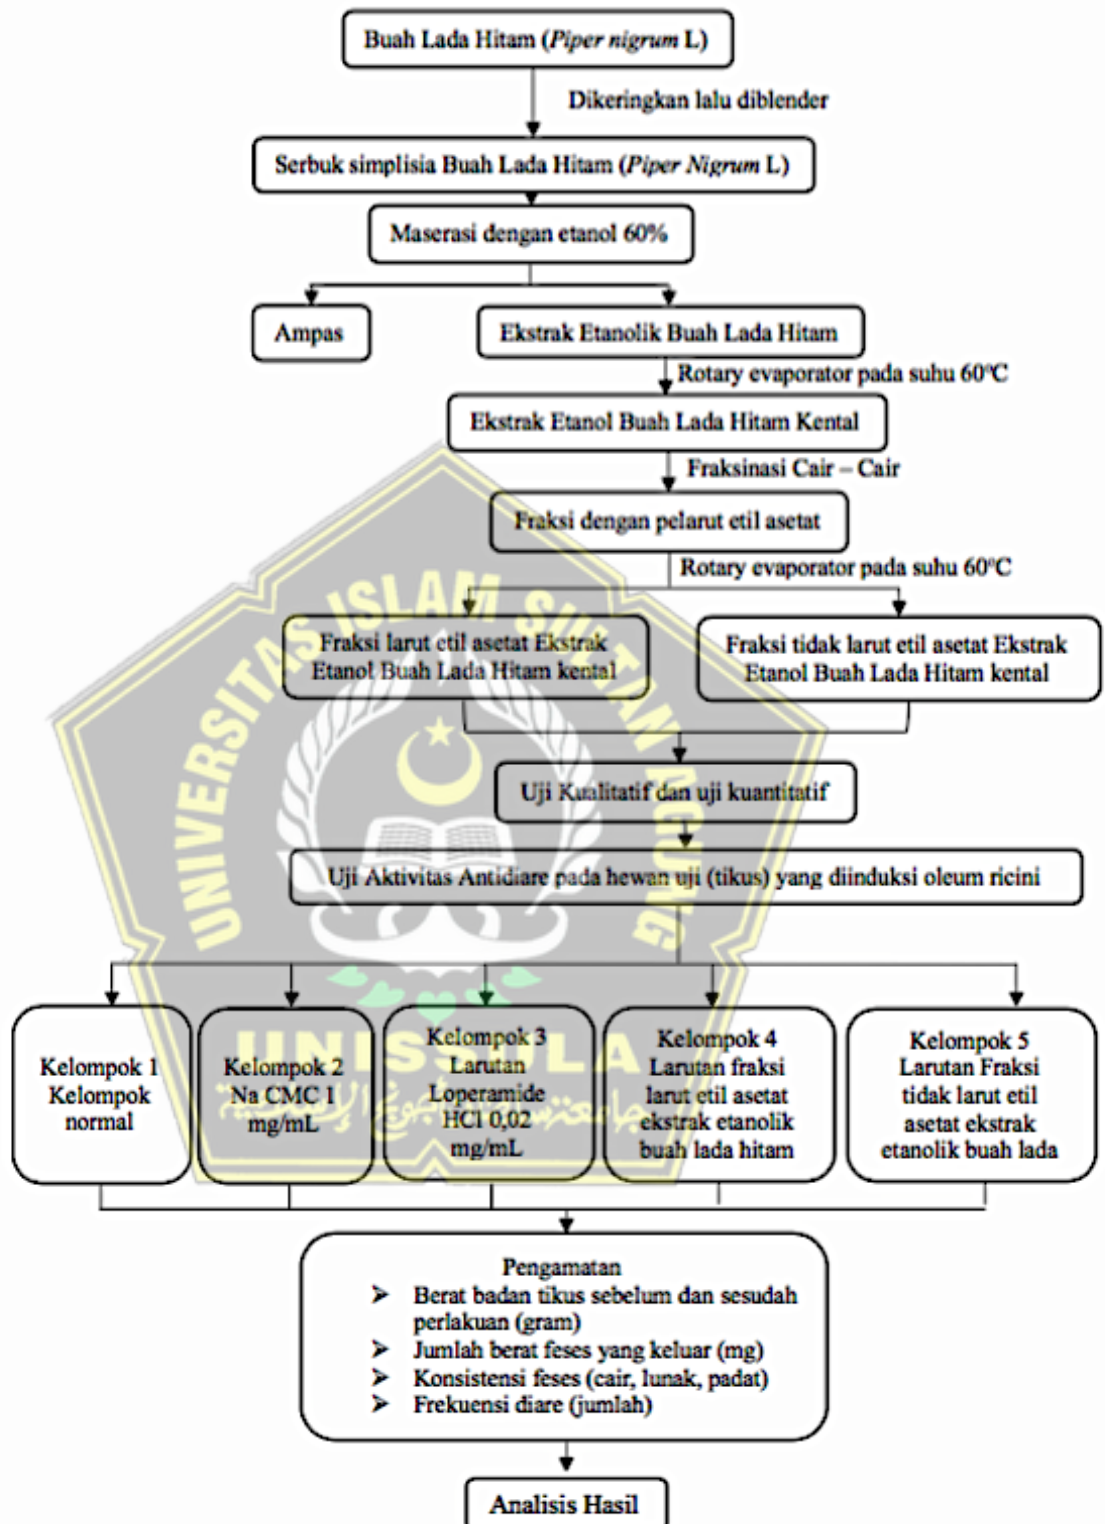 Buah Lada Hitam (Piper nigrum L)
Dikeringkan lalu diblender
Serbuk simplisia Buah Lada Hitam (Piper Nigrum L)
Maserasi dengan etanol 60%
Ampas
Ekstrak Etanolik Buah Lada Hitam
Rotary evaporator pada suhu 60°C
Ekstrak Etanol Buah Lada Hitam Kental
Fraksinasi Cair – Cair
Fraksi dengan pelarut etil asetat
Rotary evaporator pada suhu 60°C
Fraksi larut etil asetat Ekstrak
Etanol Buah Lada Hitam kental
Fraksi tidak larut etil asetat Ekstrak
Etanol Buah Lada Hitam kental
Uji Kualitatif dan uji kuantitatif
Uji Aktivitas Antidiare pada hewan uji (tikus) yang diinduksi oleum ricini
Kelompok 1
Kelompok
normal
Kelompok 2
Na CMC 1
mg/mL
Kelompok 3
Larutan
Loperamide
HCl 0,02
mg/mL
Kelompok 4
Larutan fraksi
larut etil asetat
ekstrak etanolik
buah lada hitam
Kelompok 5
Larutan Fraksi
tidak larut etil
asetat ekstrak
etanolik buah lada
Pengamatan
➤ Berat badan tikus sebelum dan sesudah
perlakuan (gram)
➤ Jumlah berat feses yang keluar (mg)
➤ Konsistensi feses (cair, lunak, padat)
➤ Frekuensi diare (jumlah)
Analisis Hasil
UNIVERSITAS ISLAM SULTAN AGUNG
UNISSULA